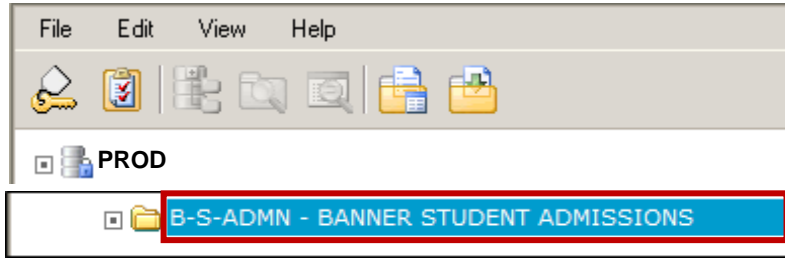 File Edit View Help
PROD
B-S-ADMN - BANNER STUDENT ADMISSIONS